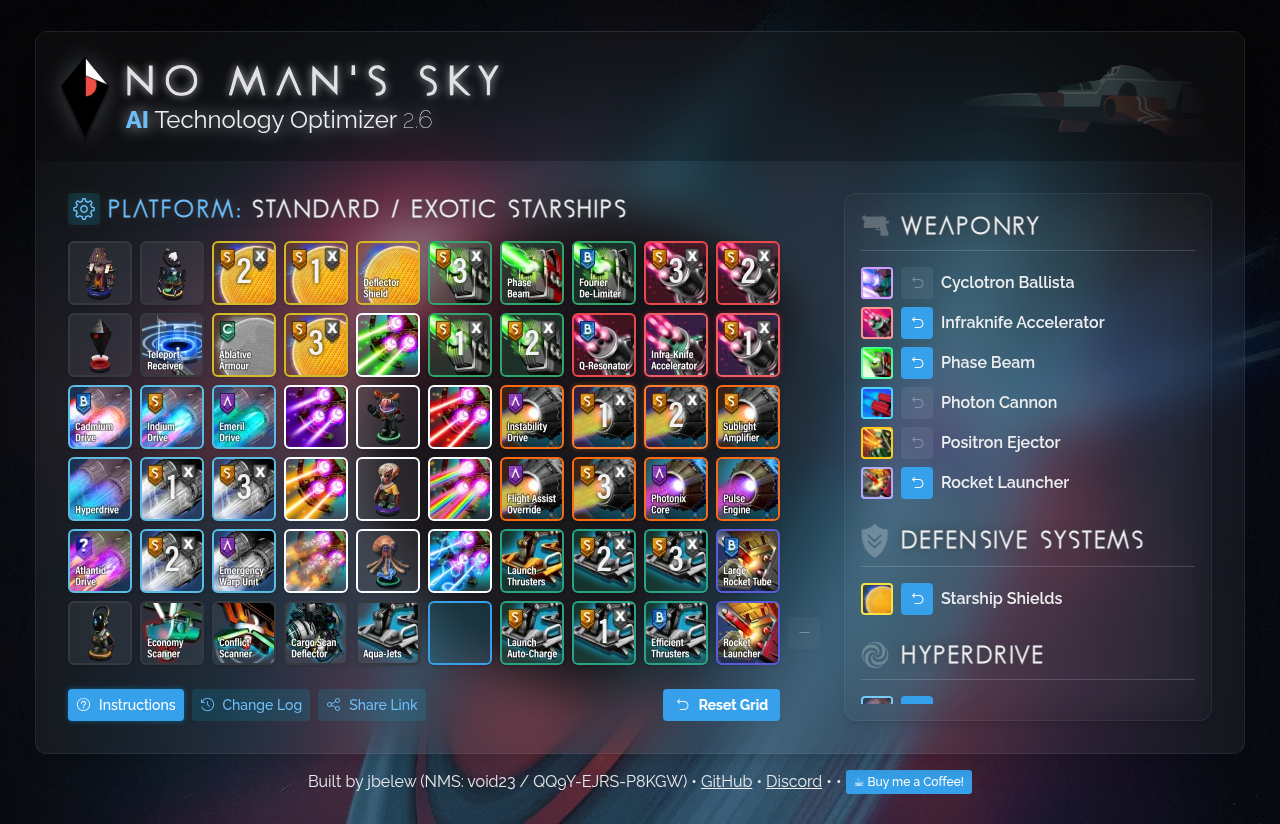 NO MAN'S SKY
AI Technology Optimizer 2.6
PLATFORM: STANDARD / EXOTIC STARSHIPS
S 2 X
S 1 X
Deflector Shield
S
S 3 X
Phase Beam
S
B
Fourier De-Limiter
S 3 X
S 2 X
Teleport Receiver
C
Ablative Armour
S 3 X
S 1 X
S 2 X
B
Q-Resonator
Infra-Knife Accelerator
S
S 1 X
B
Cadmium Drive
S
Indium Drive
A
Emeril Drive
A
Instability Drive
S 1 X
S 2 X
S
Sublight Amplifier
Hyperdrive
S 1 X
S 3 X
A
Flight Assist Override
S 3 X
A
Photonix Core
Pulse Engine
?
Atlantid Drive
S 2 X
A
Emergency Warp Unit
Launch Thrusters
S 2 X
S 3 X
B
Large Rocket Tube
Economy Scanner
Conflict Scanner
Cargo Scan Deflector
Aqua-Jets
S
Launch Auto-Charge
S 1 X
B
Efficient Thrusters
Rocket Launcher
Instructions
Change Log
Share Link
Reset Grid
WEAPONRY
Cyclotron Ballista
Infraknife Accelerator
Phase Beam
Photon Cannon
Positron Ejector
Rocket Launcher
DEFENSIVE SYSTEMS
Starship Shields
HYPERDRIVE
Built by jbelew (NMS: void23 / QQ9Y-EJRS-P8KGW) • GitHub • Discord • • Buy me a Coffee!